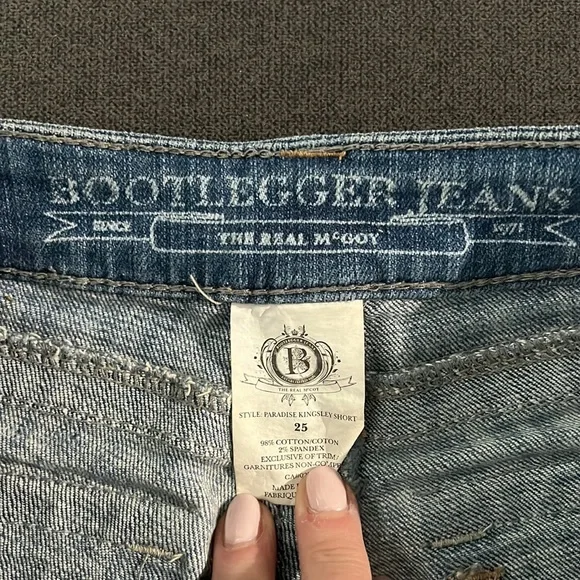 BOOTLEGGER JEANS
SINCE THE REAL McCOY 1971
B
THE REAL McCOY
STYLE: PARADISE KINGSLEY SHORT
25
98% COTTON/COTON
2% SPANDEX
EXCLUSIVE OF TRIM
GARNITURES NON-COMP
MADE
FABRIQU